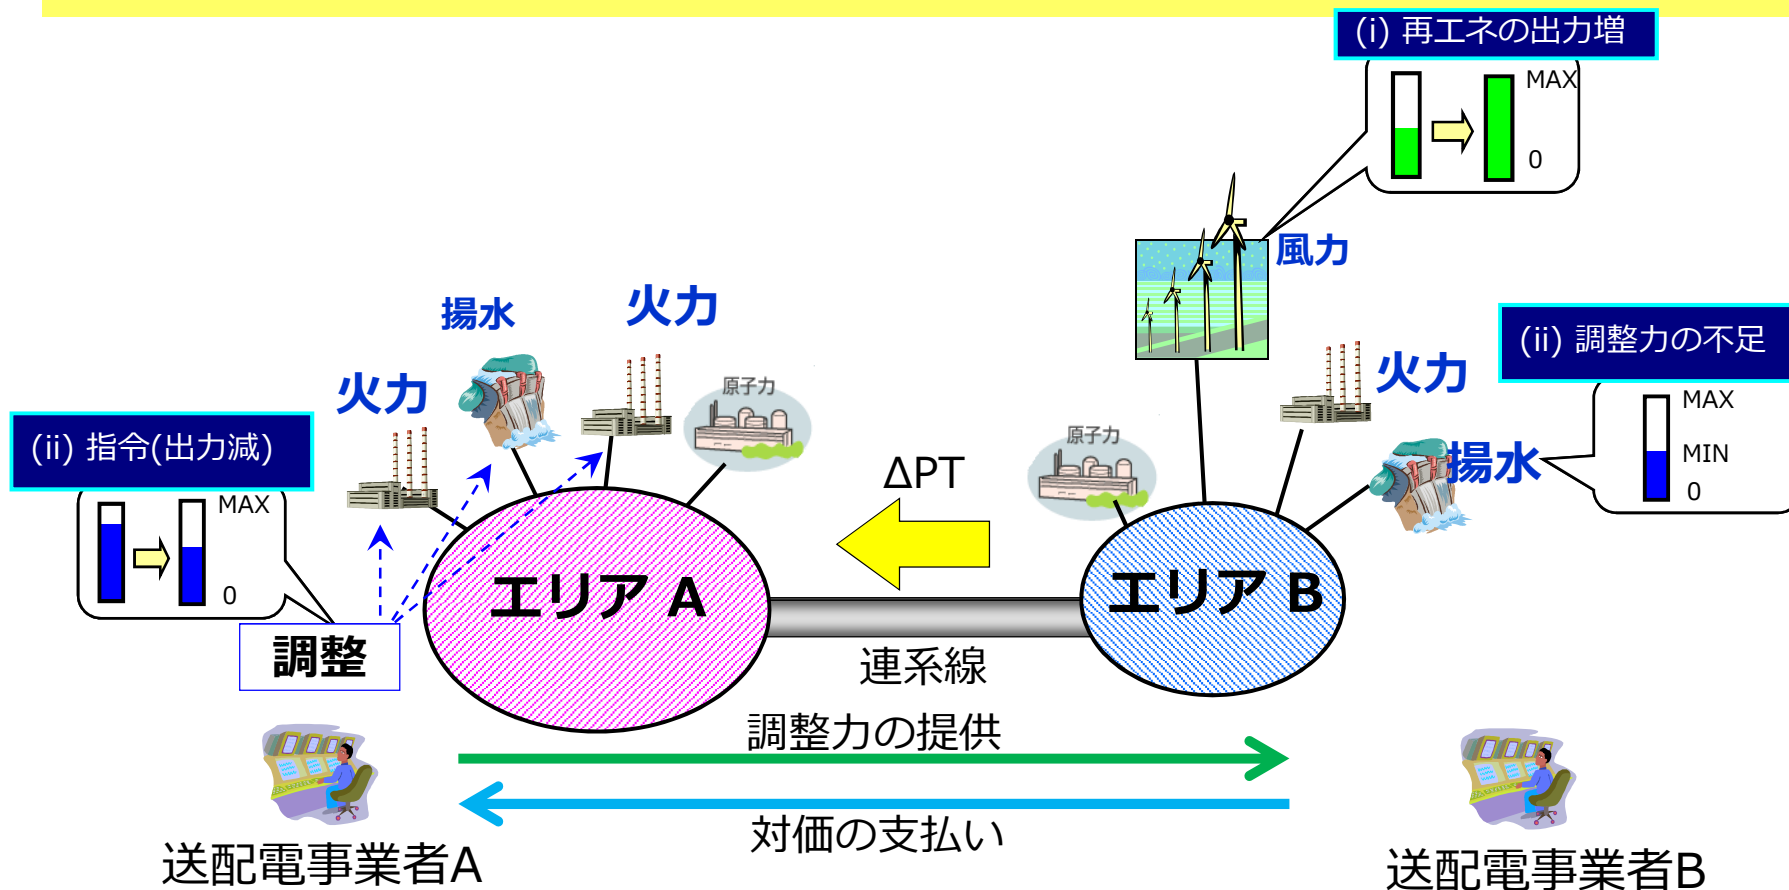 (i) 再エネの出力増
MAX
0
風力
(ii) 調整力の不足
MAX
MIN
0
火力
揚水
原子力
揚水
火力
火力
原子力
(ii) 指令(出力減)
MAX
0
調整
ΔPT
エリア A
エリア B
連系線
調整力の提供
対価の支払い
送配電事業者A
送配電事業者B